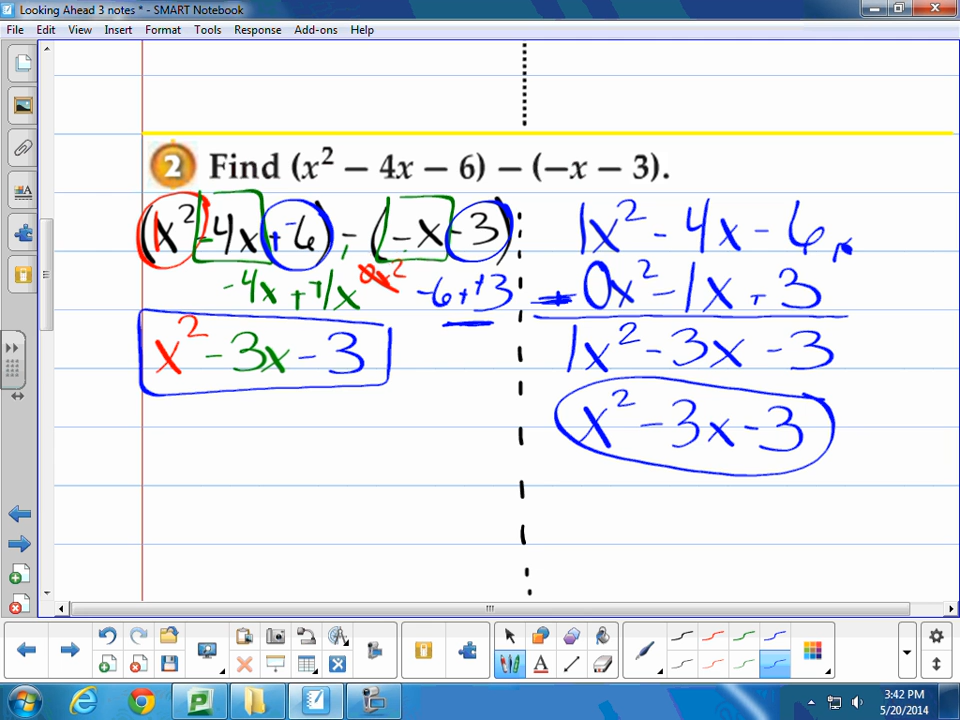 Looking Ahead 3 notes * - SMART Notebook
File Edit View Insert Format Tools Response Add-ons Help
2 Find (x² − 4x − 6) − (−x − 3).
(x² -4x + -6) - (-x -3)
-4x + +1x 0x² -6 + +3
x² - 3x - 3
1x² - 4x - 6
0x² - 1x - 3
1x² - 3x - 3
x² - 3x - 3
3:42 PM
5/20/2014